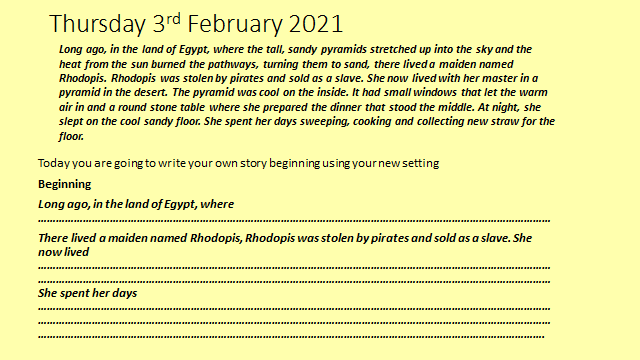 Thursday 3rd February 2021
Long ago, in the land of Egypt, where the tall, sandy pyramids stretched up into the sky and the
heat from the sun burned the pathways, turning them to sand, there lived a maiden named
Rhodopis. Rhodopis was stolen by pirates and sold as a slave. She now lived with her master in a
pyramid in the desert. The pyramid was cool on the inside. It had small windows that let the warm
air in and a round stone table where she prepared the dinner that stood the middle. At night, she
slept on the cool sandy floor. She spent her days sweeping, cooking and collecting new straw for the
floor.
Today you are going to write your own story beginning using your new setting
Beginning
Long ago, in the land of Egypt, where
................................................................................
There lived a maiden named Rhodopis, Rhodopis was stolen by pirates and sold as a slave. She
now lived
................................................................................
................................................................................
She spent her days
................................................................................
................................................................................
................................................................................